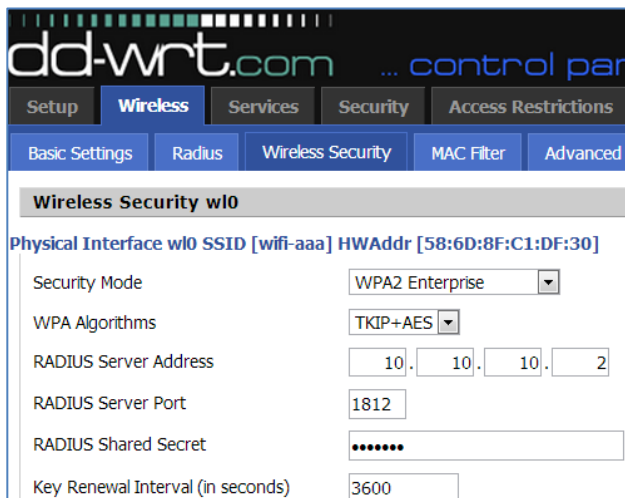 dd-wrt.com ... control par
Setup Wireless Services Security Access Restrictions
Basic Settings Radius Wireless Security MAC Filter Advanced
Wireless Security wl0
Physical Interface wl0 SSID [wifi-aaa] HWAddr [58:6D:8F:C1:DF:30]
Security Mode WPA2 Enterprise
WPA Algorithms TKIP+AES
RADIUS Server Address 10. 10. 10. 2
RADIUS Server Port 1812
RADIUS Shared Secret •••••••
Key Renewal Interval (in seconds) 3600